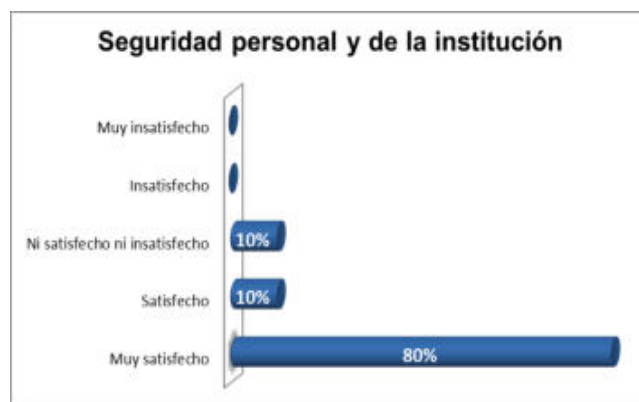 Seguridad personal y de la institución
Muy insatisfecho
Insatisfecho
Ni satisfecho ni insatisfecho
10%
Satisfecho
10%
Muy satisfecho
80%